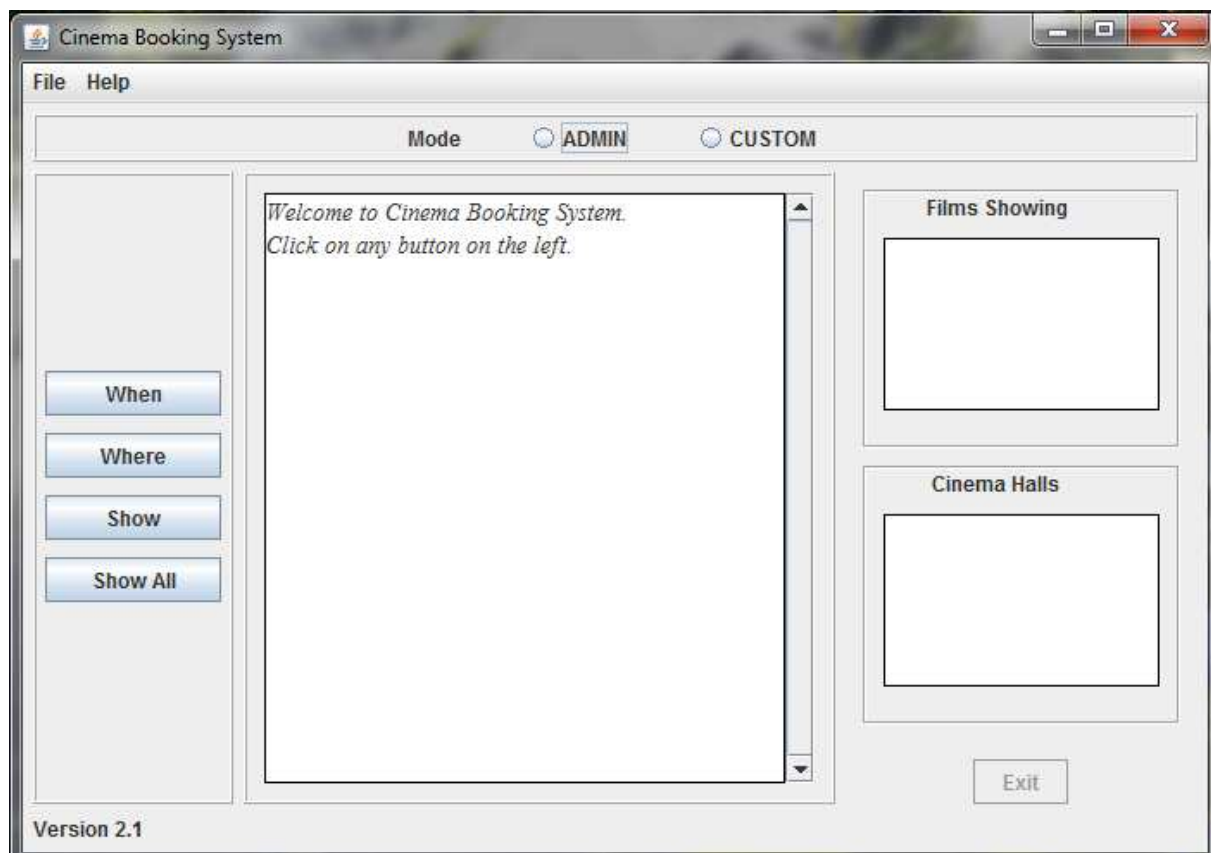 Cinema Booking System
File Help
Mode ADMIN CUSTOM
Welcome to Cinema Booking System.
Click on any button on the left.
When
Where
Show
Show All
Films Showing
Cinema Halls
Exit
Version 2.1